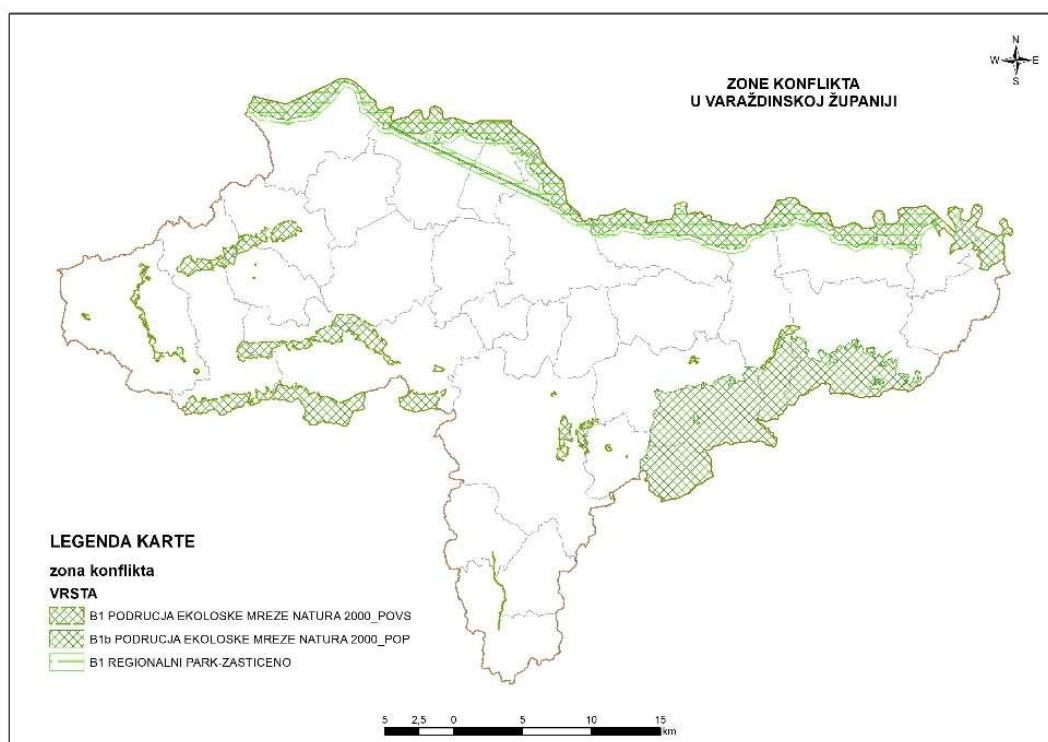 N
W E
S
ZONE KONFLIKTA
U VARAŽDINSKOJ ŽUPANIJI
LEGENDA KARTE
zona konflikta
VRSTA
B1 PODRUCJA EKOLOSKE MREZE NATURA 2000_POVS
B1b PODRUCJA EKOLOSKE MREZE NATURA 2000_POP
B1 REGIONALNI PARK-ZASTICENO
5 2,5 0 5 10 15
km